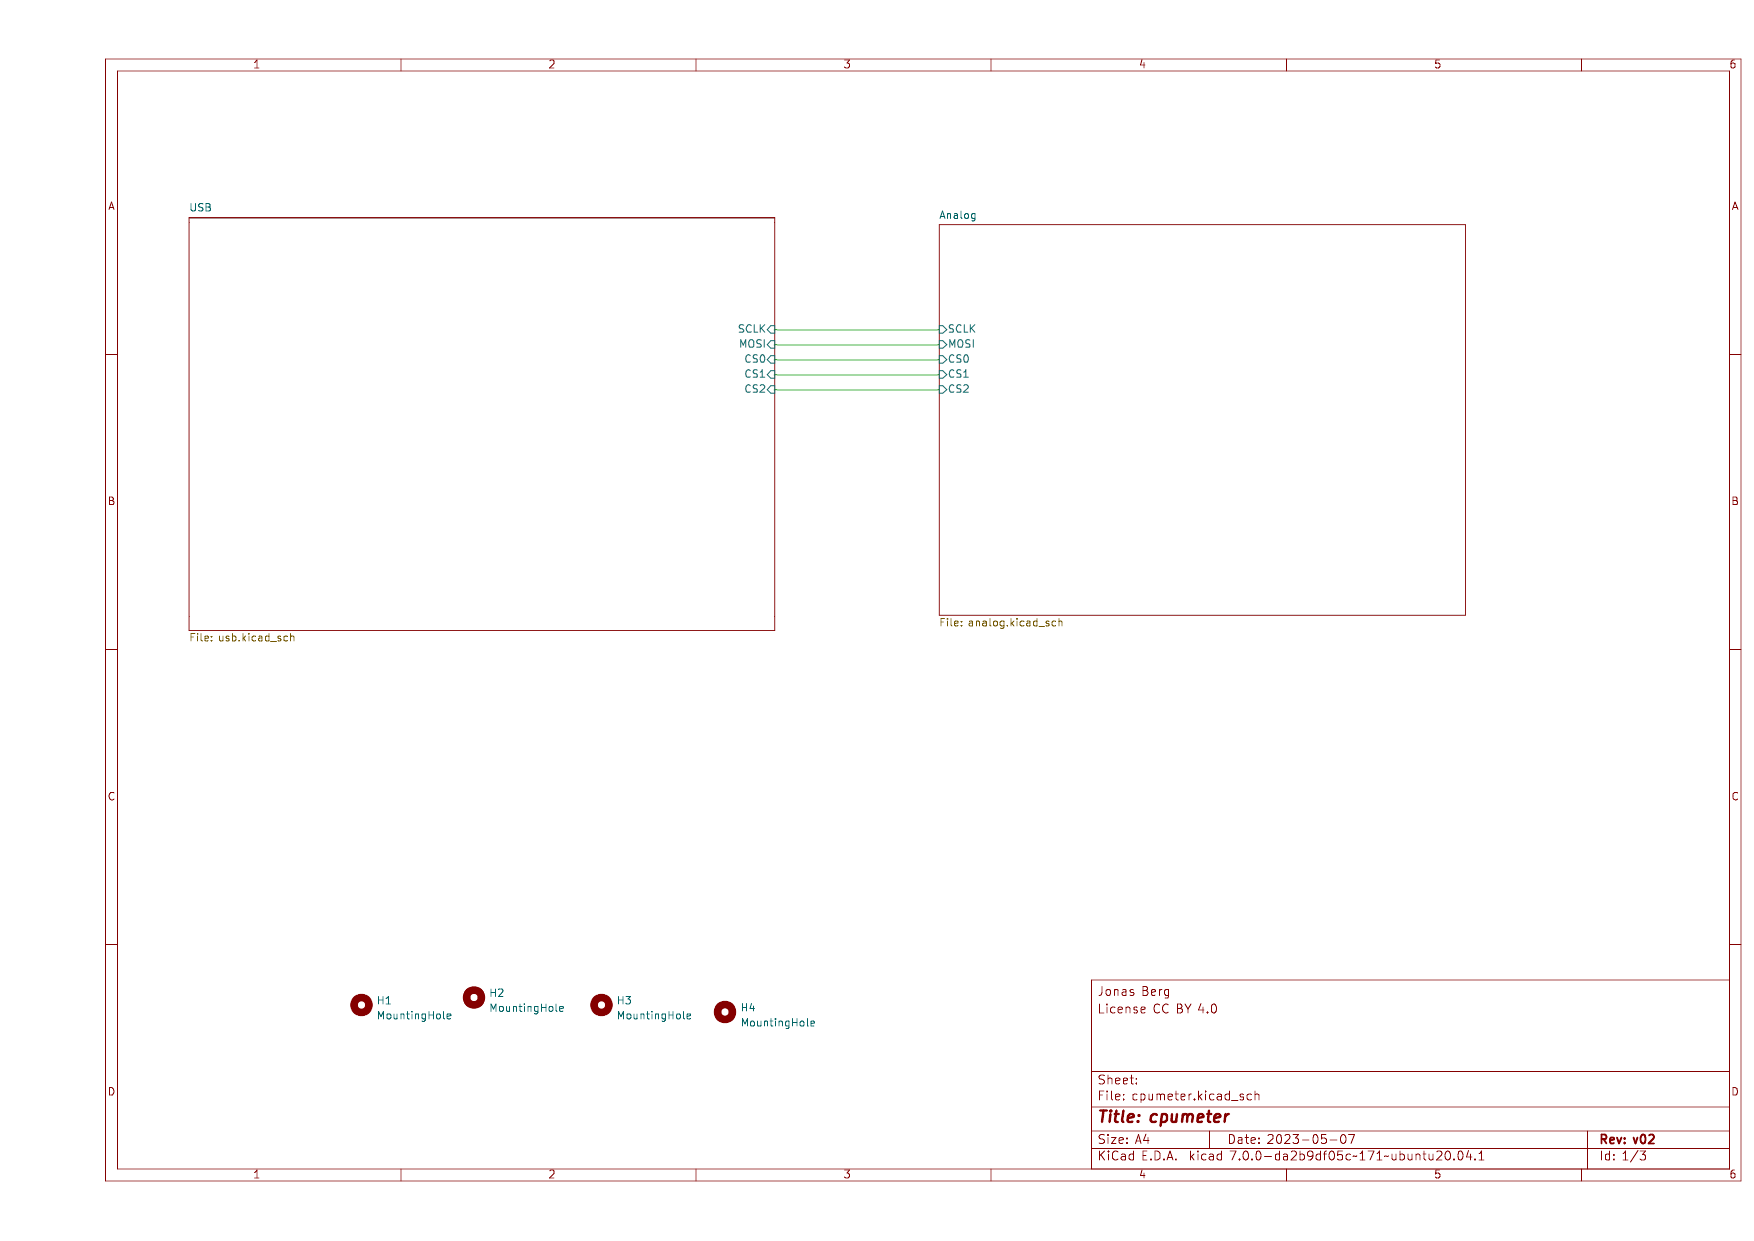 1 2 3 4 5 6
A A
USB
Analog
SCLK SCLK
MOSI MOSI
CS0 CS0
CS1 CS1
CS2 CS2
B B
File: analog.kicad_sch
File: usb.kicad_sch
C C
H1
MountingHole
H2
MountingHole
H3
MountingHole
H4
MountingHole
Jonas Berg
License CC BY 4.0
Sheet:
File: cpumeter.kicad_sch
D D
Title: cpumeter
Size: A4 Date: 2023-05-07 Rev: v02
KiCad E.D.A. kicad 7.0.0-da2b9df05c~171~ubuntu20.04.1 Id: 1/3
1 2 3 4 5 6